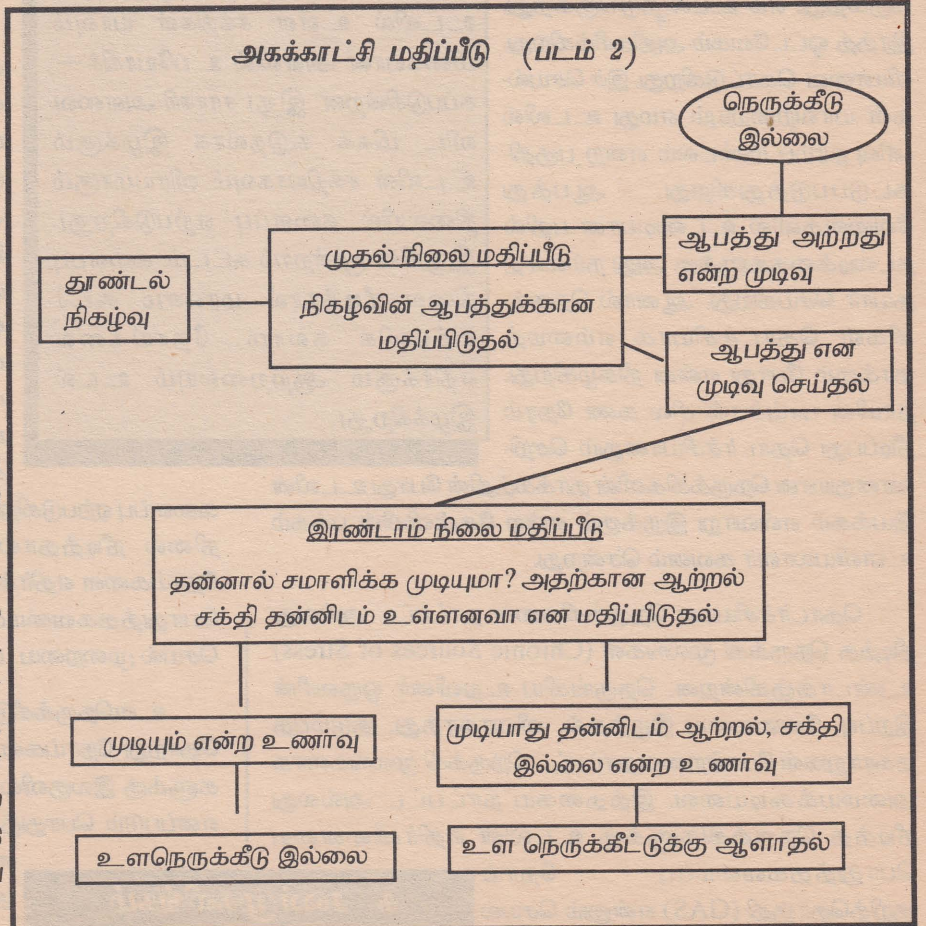 அகக்காட்சி மதிப்பீடு (படம் 2)
நெருக்கீடு
இல்லை
ஆபத்து அற்றது
என்ற முடிவு
தூண்டல்
நிகழ்வு
முதல் நிலை மதிப்பீடு
நிகழ்வின் ஆபத்துக்கான
மதிப்பிடுதல்
ஆபத்து என
முடிவு செய்தல்
இரண்டாம் நிலை மதிப்பீடு
தன்னால் சமாளிக்க முடியுமா? அதற்கான ஆற்றல்
சக்தி தன்னிடம் உள்ளனவா என மதிப்பிடுதல்
முடியும் என்ற உணர்வு
முடியாது தன்னிடம் ஆற்றல், சக்தி
இல்லை என்ற உணர்வு
உளநெருக்கீடு இல்லை
உள நெருக்கீட்டுக்கு ஆளாதல்